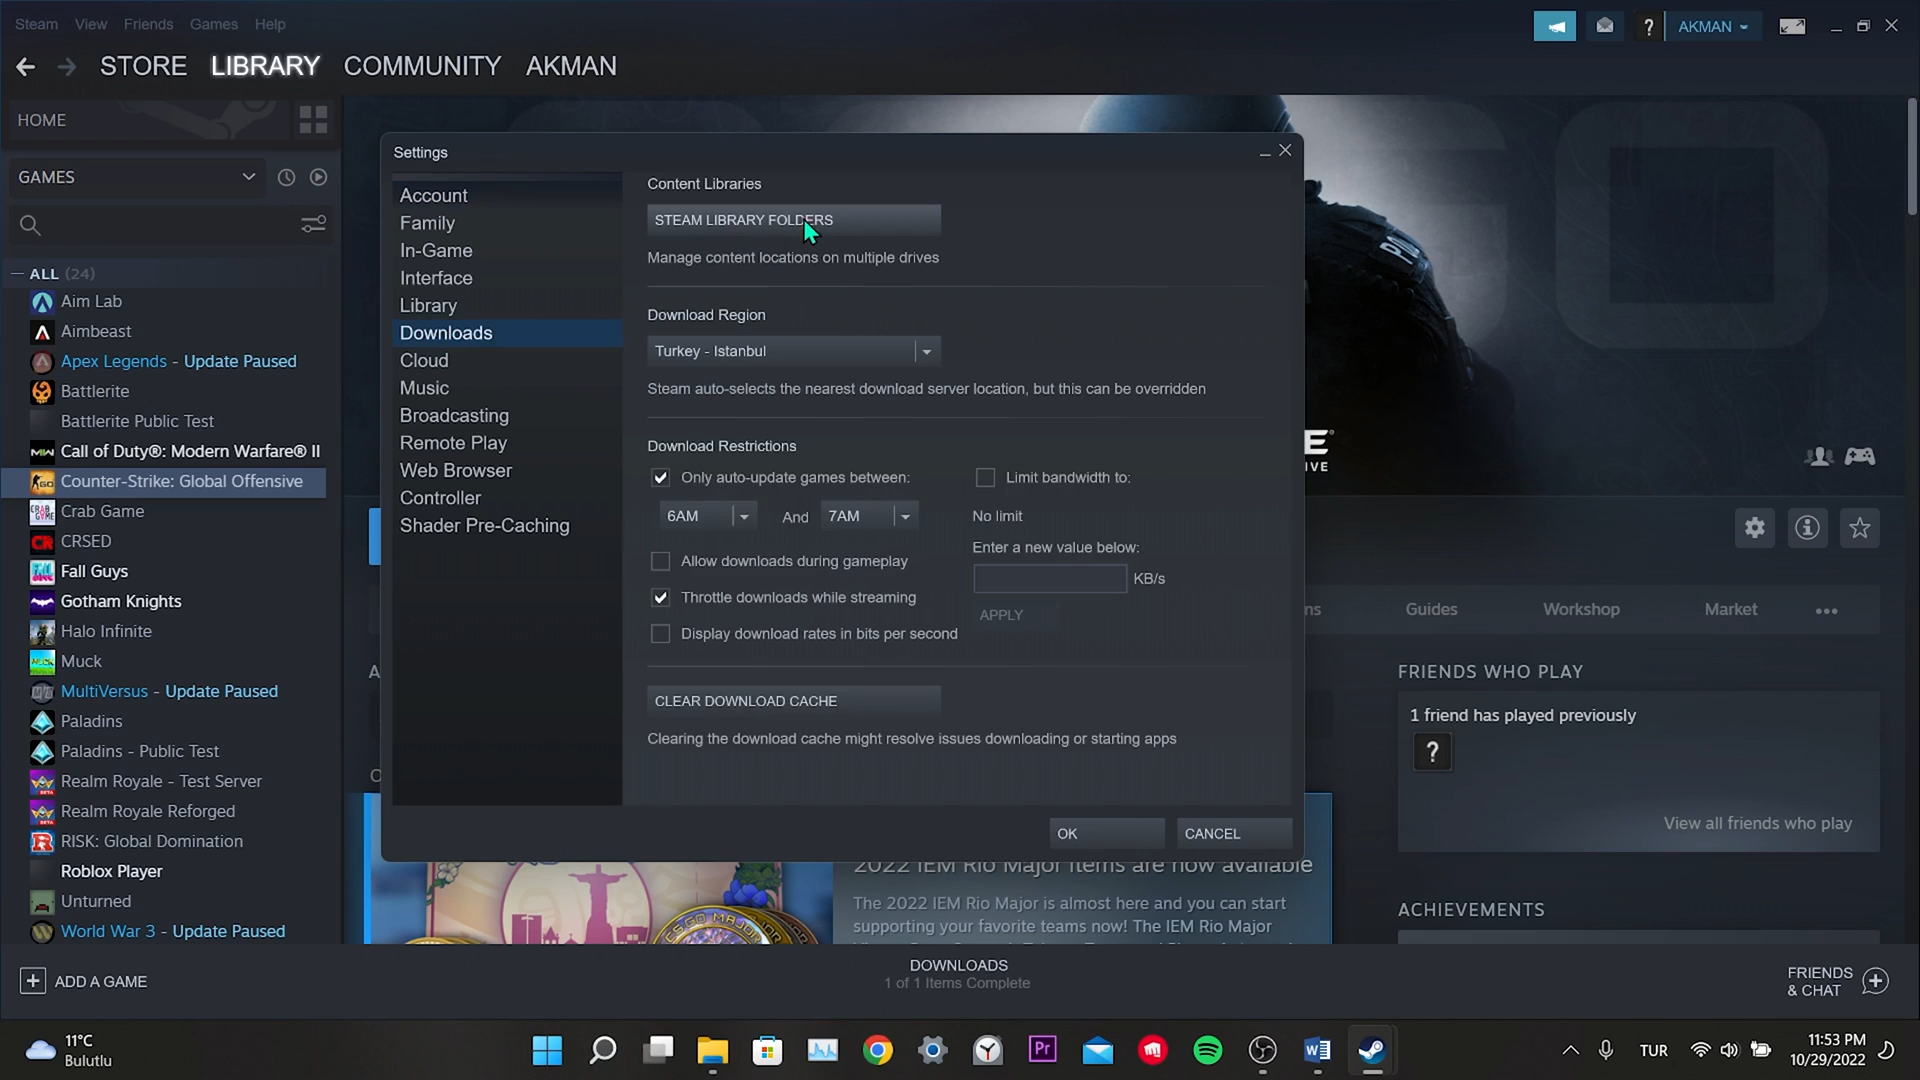 Steam View Friends Games Help
AKMAN
STORE LIBRARY COMMUNITY AKMAN
HOME
GAMES
ALL (24)
Aim Lab
Aimbeast
Apex Legends - Update Paused
Battlerite
Battlerite Public Test
Call of Duty®: Modern Warfare® II
Counter-Strike: Global Offensive
Crab Game
CRSED
Fall Guys
Gotham Knights
Halo Infinite
Muck
MultiVersus - Update Paused
Paladins
Paladins - Public Test
Realm Royale - Test Server
Realm Royale Reforged
RISK: Global Domination
Roblox Player
Unturned
World War 3 - Update Paused
Settings
Account
Family
In-Game
Interface
Library
Downloads
Cloud
Music
Broadcasting
Remote Play
Web Browser
Controller
Shader Pre-Caching
Content Libraries
STEAM LIBRARY FOLDERS
Manage content locations on multiple drives
Download Region
Turkey - Istanbul
Steam auto-selects the nearest download server location, but this can be overridden
Download Restrictions
Only auto-update games between:
6AM And 7AM
Allow downloads during gameplay
Throttle downloads while streaming
Display download rates in bits per second
Limit bandwidth to:
No limit
Enter a new value below:
KB/s
APPLY
CLEAR DOWNLOAD CACHE
Clearing the download cache might resolve issues downloading or starting apps
OK CANCEL
Guides Workshop Market
FRIENDS WHO PLAY
1 friend has played previously
?
View all friends who play
ACHIEVEMENTS
2022 IEM Rio Major Items are now available
The 2022 IEM Rio Major is almost here and you can start
supporting your favorite teams now! The IEM Rio Major
ADD A GAME
DOWNLOADS
1 of 1 Items Complete
FRIENDS
& CHAT
11°C
Bulutlu
Pr
TUR
11:53 PM
10/29/2022